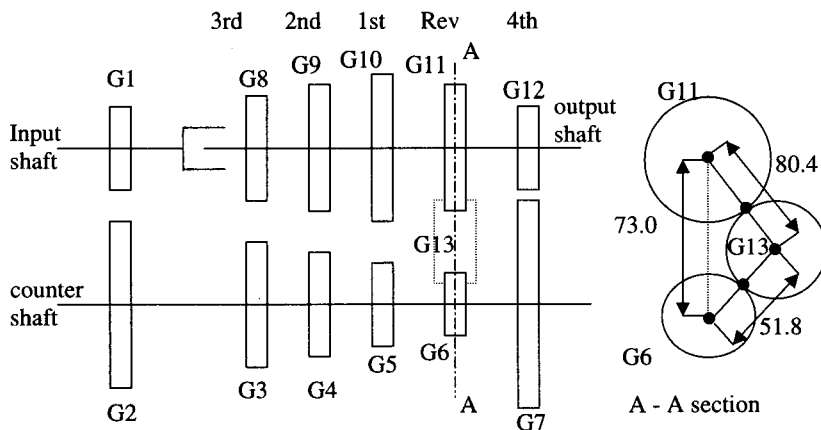 3rd 2nd 1st Rev 4th
A
G1 G8 G9 G10 G11 G12
Input
shaft
output
shaft
G13
counter
shaft
G2 G3 G4 G5 G6 G7
A
G11
80.4
73.0
G13
51.8
G6
A - A section